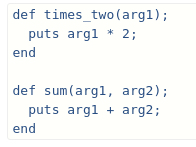 def times_two(arg1);
  puts arg1 * 2;
end

def sum(arg1, arg2);
  puts arg1 + arg2;
end